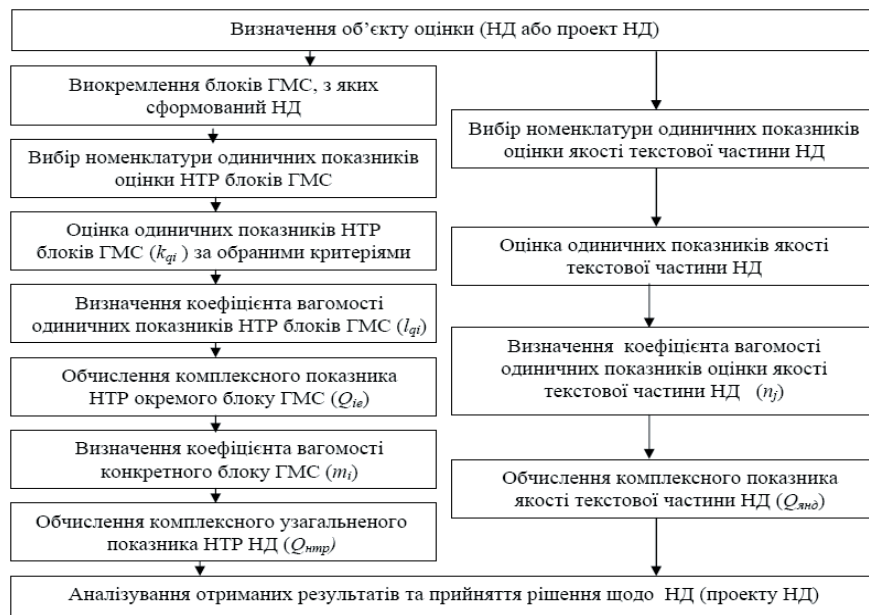 Визначення об’єкту оцінки (НД або проект НД)
Виокремлення блоків ГМС, з яких
сформований НД
Вибір номенклатури одиничних показників
оцінки НТР блоків ГМС
Оцінка одиничних показників НТР
блоків ГМС (kqi ) за обраними критеріями
Визначення коефіцієнта вагомості
одиничних показників НТР блоків ГМС (lqi)
Обчислення комплексного показника
НТР окремого блоку ГМС (Qів)
Визначення коефіцієнта вагомості
конкретного блоку ГМС (mi)
Обчислення комплексного узагальненого
показника НТР НД (Qнтр)
Вибір номенклатури одиничних показників
оцінки якості текстової частини НД
Оцінка одиничних показників якості
текстової частини НД
Визначення коефіцієнта вагомості
одиничних показників оцінки якості
текстової частини НД (nj)
Обчислення комплексного показника
якості текстової частини НД (Qянд)
Аналізування отриманих результатів та прийняття рішення щодо НД (проекту НД)